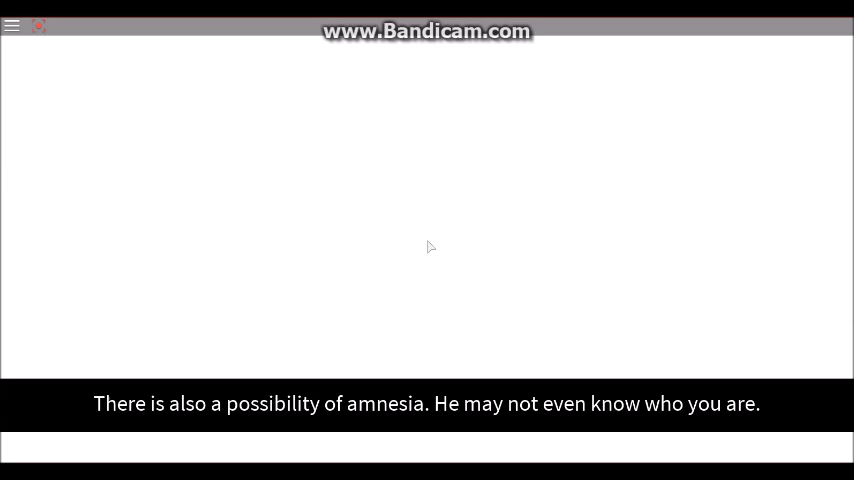 www.Bandicam.com
There is also a possibility of amnesia. He may not even know who you are.